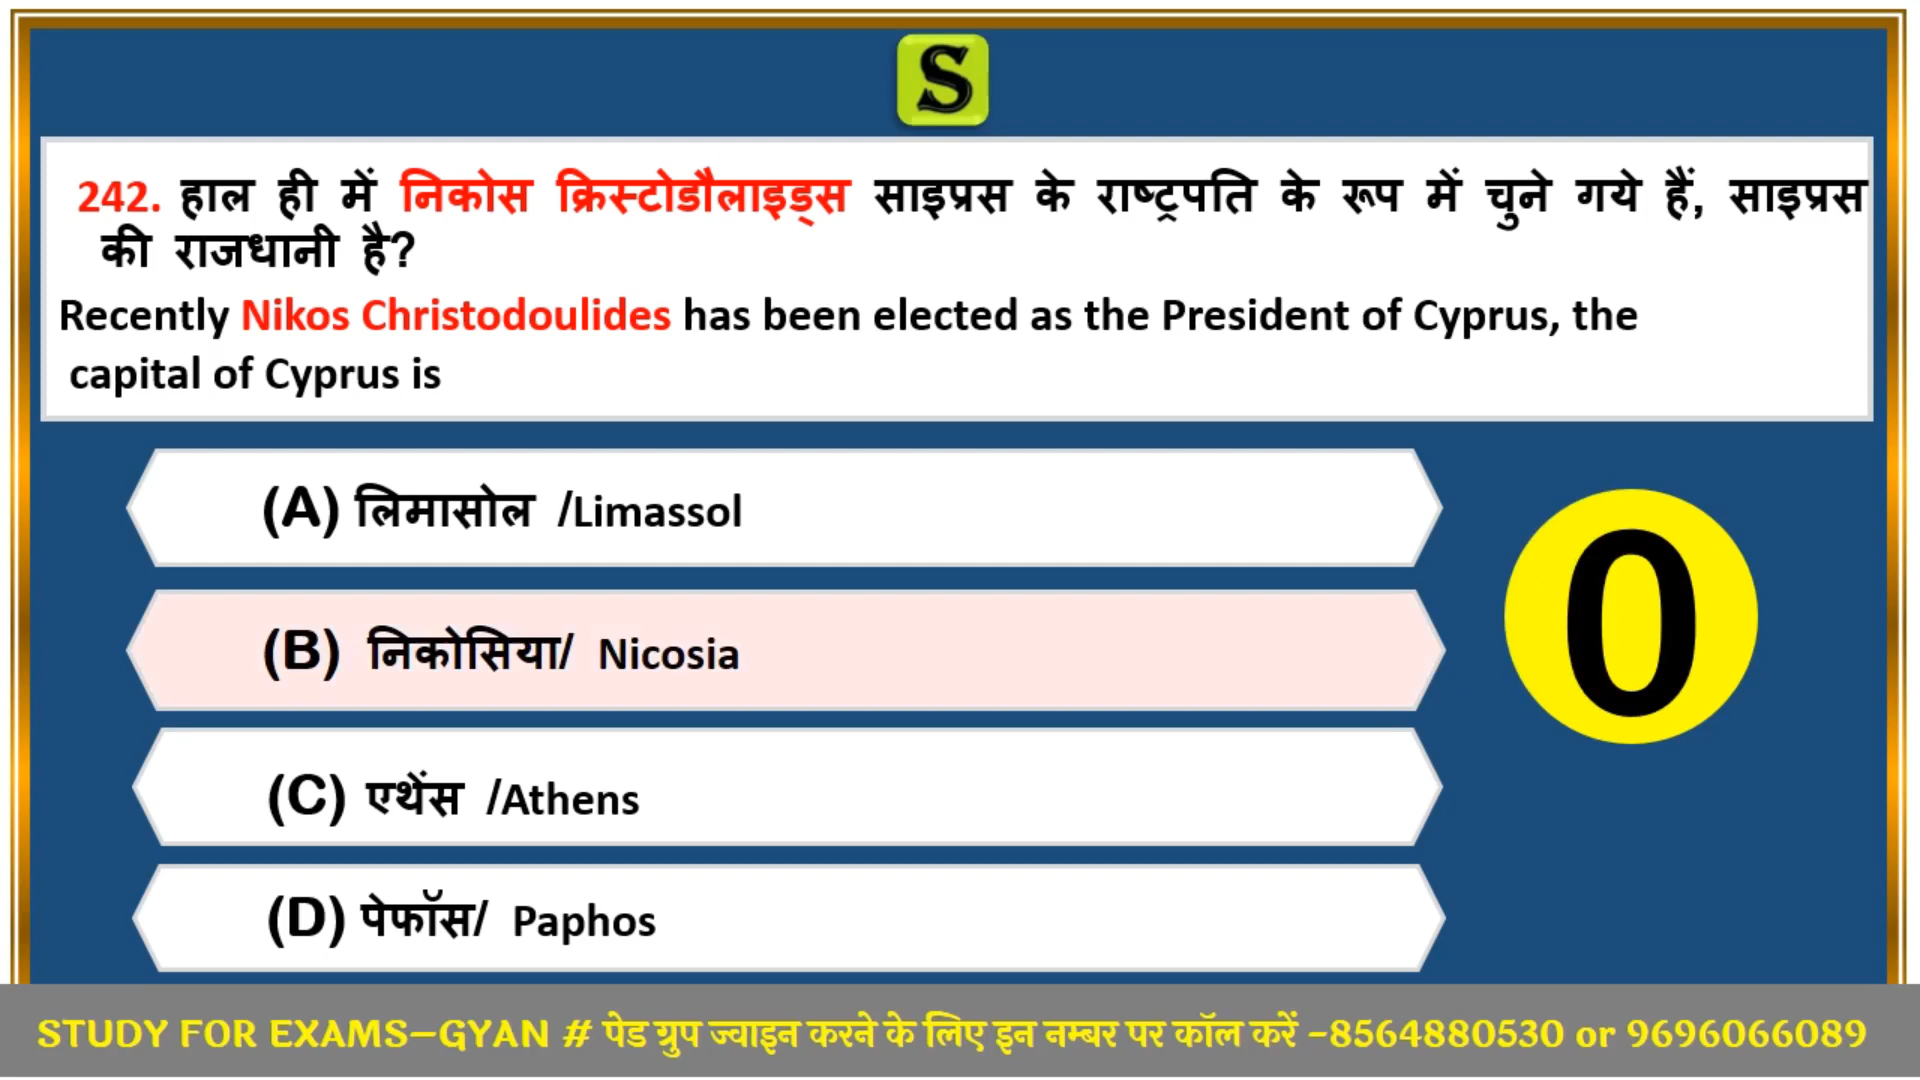 S
242. हाल ही में निकोस क्रिस्टोडौलाइड्स साइप्रस के राष्ट्रपति के रूप में चुने गये हैं, साइप्रस
की राजधानी है?
Recently Nikos Christodoulides has been elected as the President of Cyprus, the
capital of Cyprus is
(A) लिमासोल /Limassol
(B) निकोसिया/ Nicosia
(C) एथेंस /Athens
(D) पेफॉस/ Paphos
0
STUDY FOR EXAMS–GYAN # पेड ग्रुप ज्वाइन करने के लिए इन नम्बर पर कॉल करें –8564880530 or 9696066089